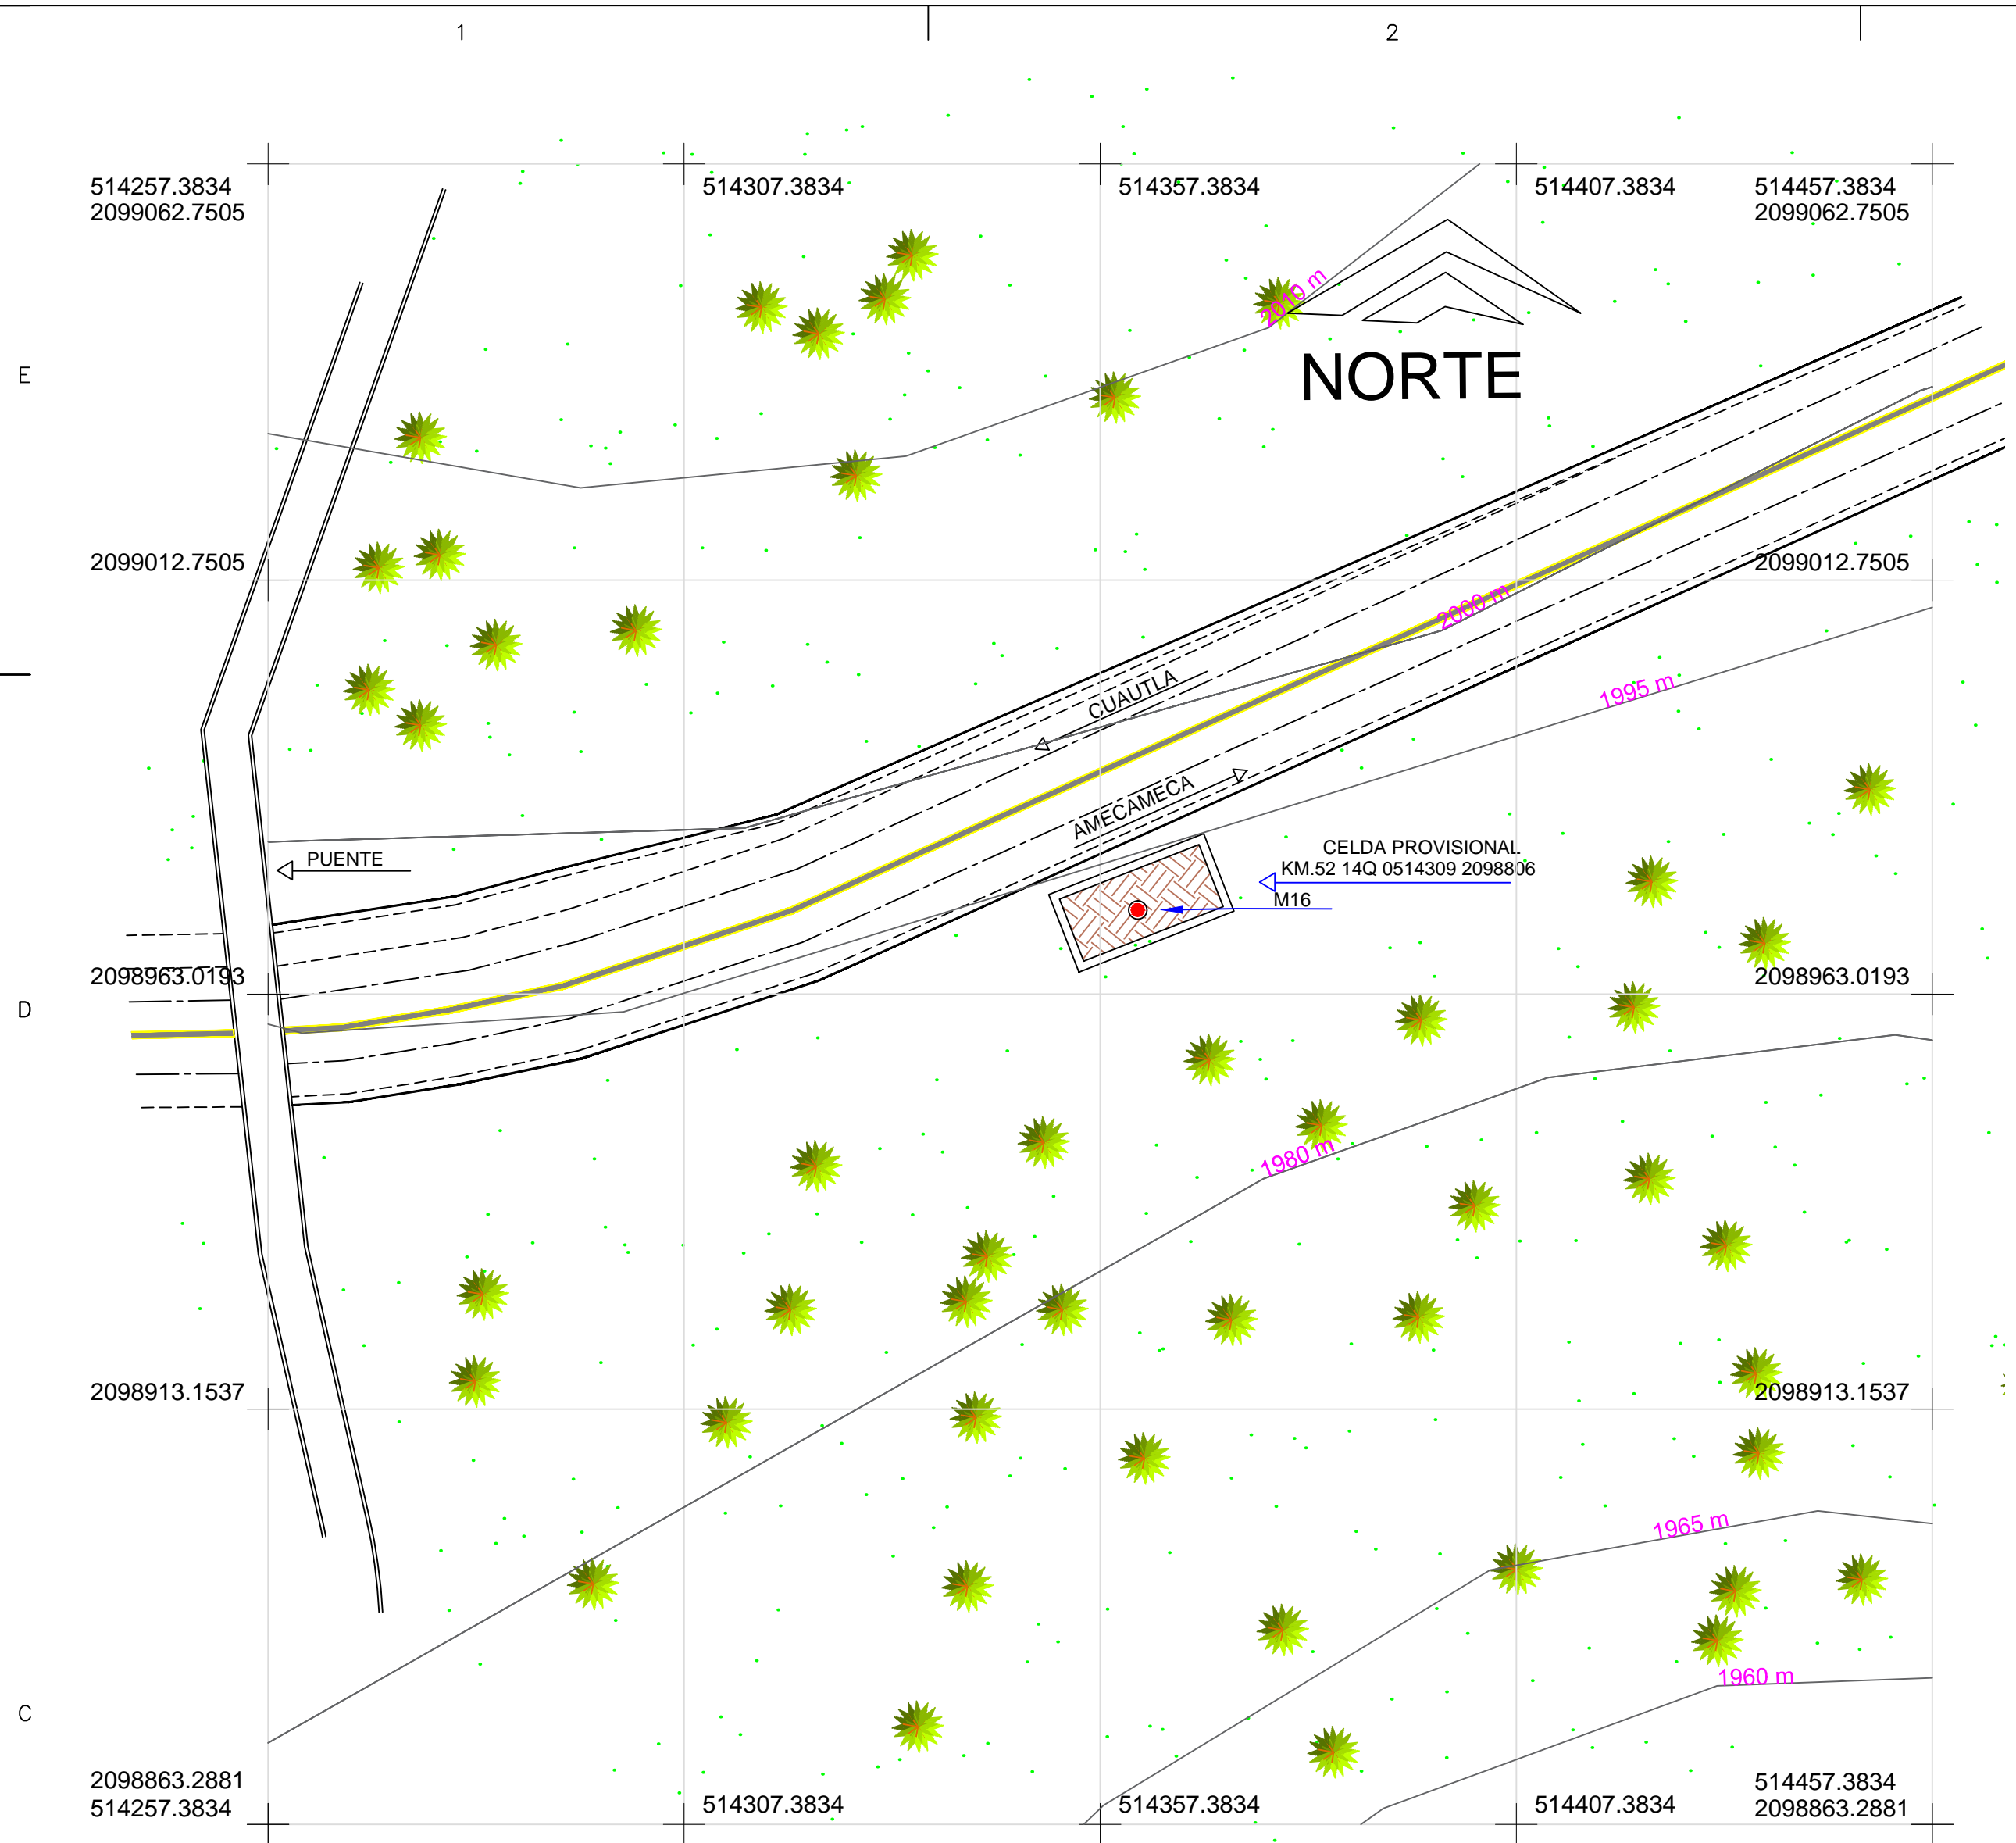 1
2
514257.3834
2099062.7505
514307.3834
514357.3834
514407.3834
514457.3834
2099062.7505
2010 m
NORTE
E
2099012.7505
2099012.7505
2000 m
1995 m
CUAUTLA
AMECAMECA
PUENTE
CELDA PROVISIONAL
KM.52 14Q 0514309 2098806
M16
2098963.0193
2098963.0193
D
1980 m
2098913.1537
2098913.1537
1965 m
1960 m
C
2098863.2881
514257.3834
514307.3834
514357.3834
514407.3834
514457.3834
2098863.2881